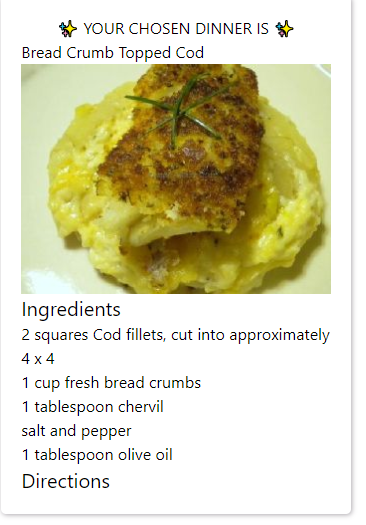 ✨ YOUR CHOSEN DINNER IS ✨
Bread Crumb Topped Cod
Ingredients
2 squares Cod fillets, cut into approximately
4 x 4
1 cup fresh bread crumbs
1 tablespoon chervil
salt and pepper
1 tablespoon olive oil
Directions